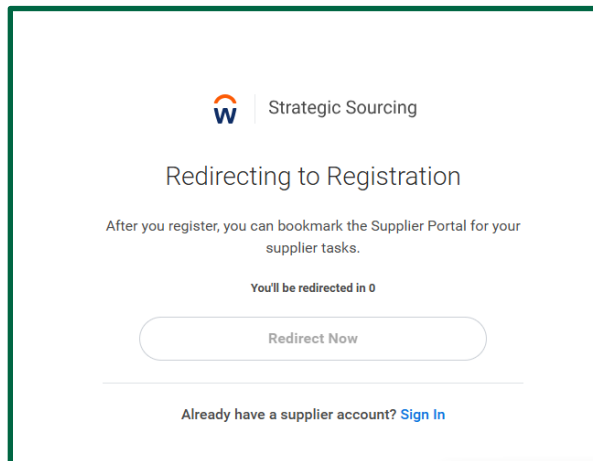 W
Strategic Sourcing
Redirecting to Registration
After you register, you can bookmark the Supplier Portal for your
supplier tasks.
You'll be redirected in 0
Redirect Now
Already have a supplier account? Sign In